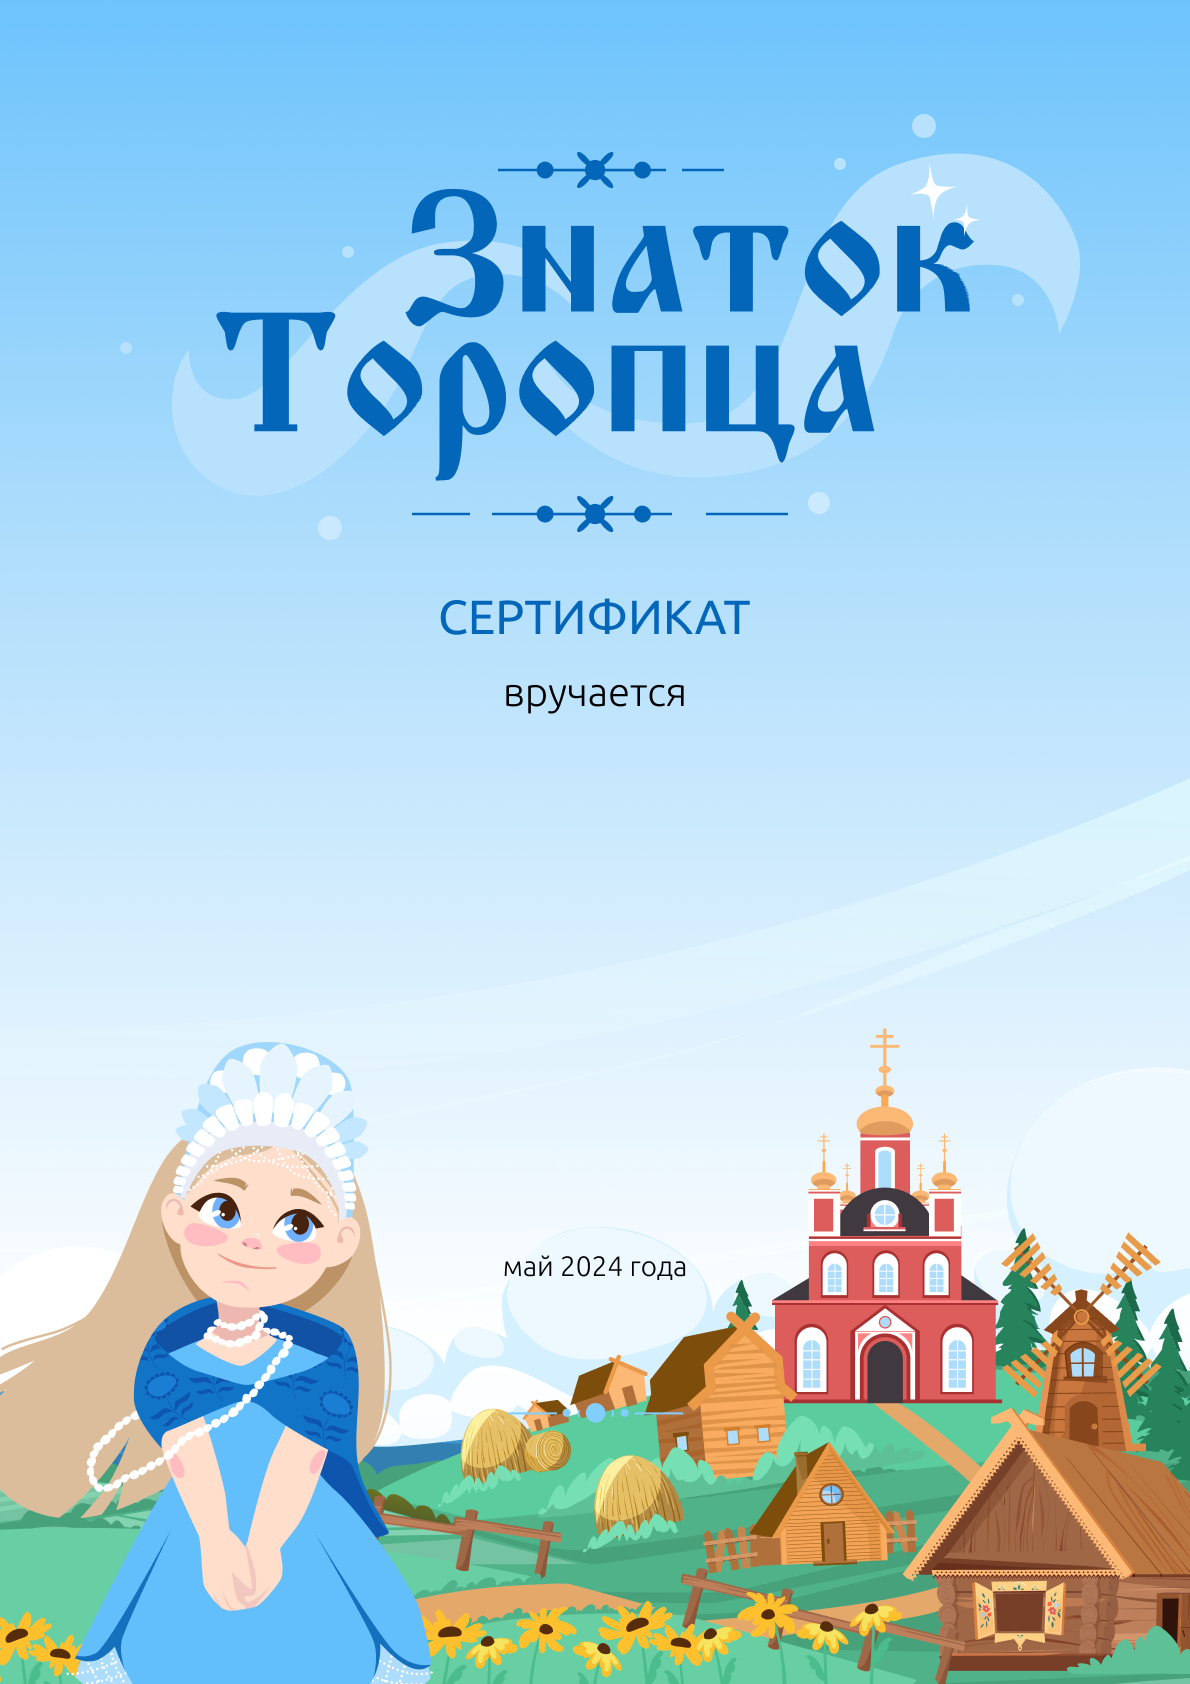 Знаток
Торопца
СЕРТИФИКАТ
вручается
май 2024 года